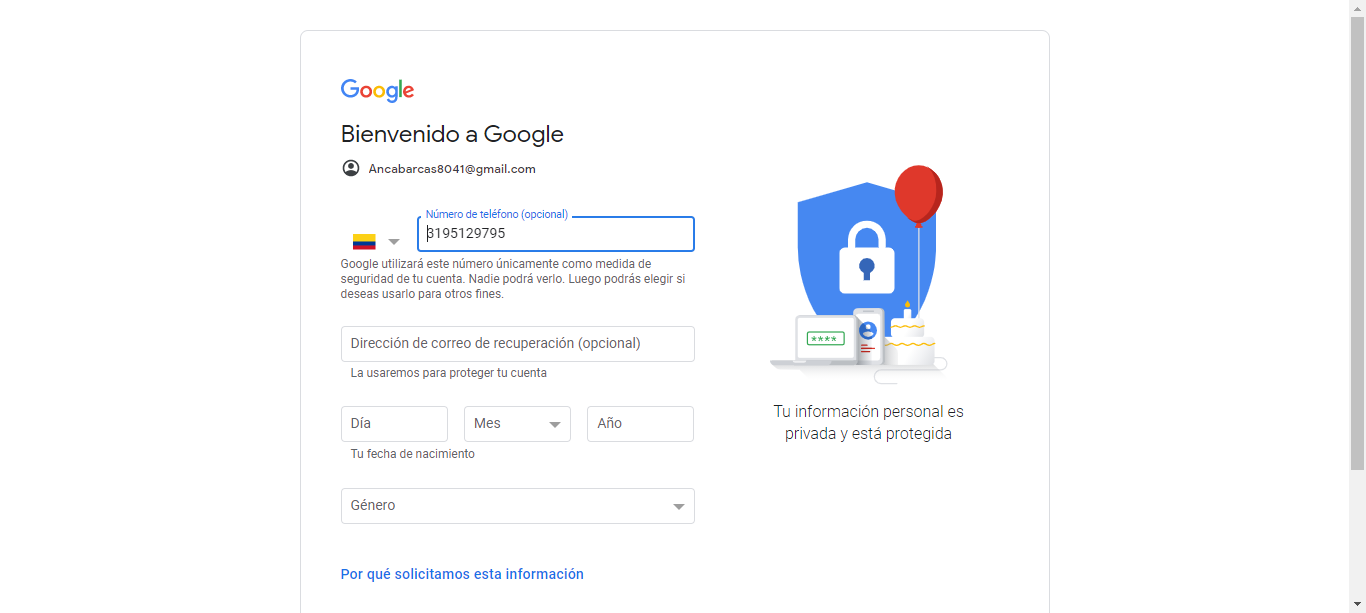 Google
Bienvenido a Google
Ancabarcas8041@gmail.com
Número de teléfono (opcional)
3195129795
Google utilizará este número únicamente como medida de
seguridad de tu cuenta. Nadie podrá verlo. Luego podrás elegir si
deseas usarlo para otros fines.
Dirección de correo de recuperación (opcional)
La usaremos para proteger tu cuenta
Día
Mes
Año
Tu fecha de nacimiento
Género
Por qué solicitamos esta información
****
Tu información personal es
privada y está protegida